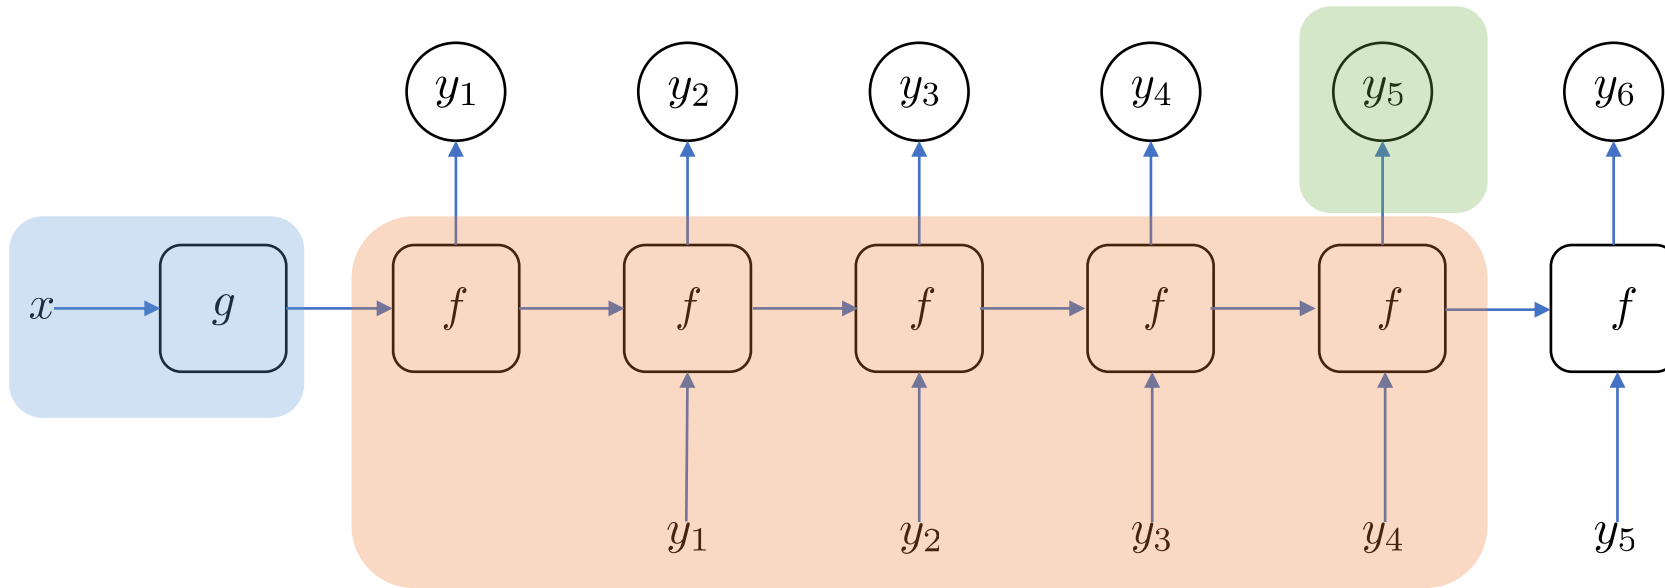 y₁ y₂ y₃ y₄ y₅ y₆
x g f f f f f f
y₁ y₂ y₃ y₄ y₅